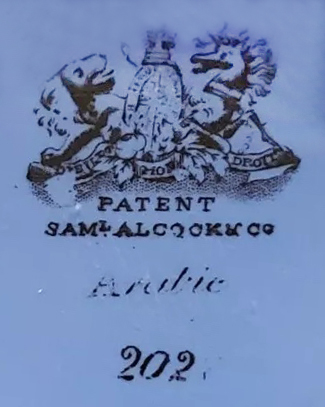 DIEU ET MON DROIT
PATENT
SAML ALCOCK & CO
Arabic
202.